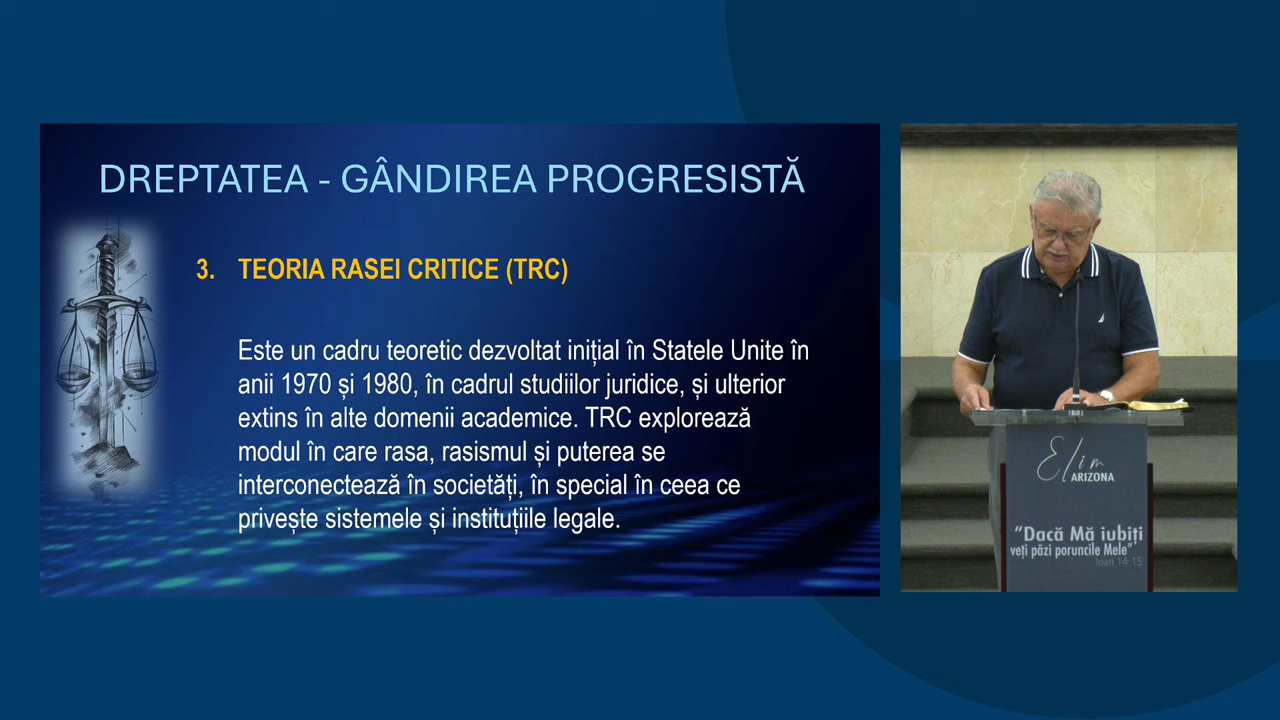 DREPTATEA - GÂNDIREA PROGRESISTĂ
3. TEORIA RASEI CRITICE (TRC)
Este un cadru teoretic dezvoltat inițial în Statele Unite în
anii 1970 și 1980, în cadrul studiilor juridice, și ulterior
extins în alte domenii academice. TRC explorează
modul în care rasa, rasismul și puterea se
interconectează în societăți, în special în ceea ce
privește sistemele și instituțiile legale.
Elim
ARIZONA
“Dacă Mă iubiți
veți păzi poruncile Mele”
Ioan 14:15